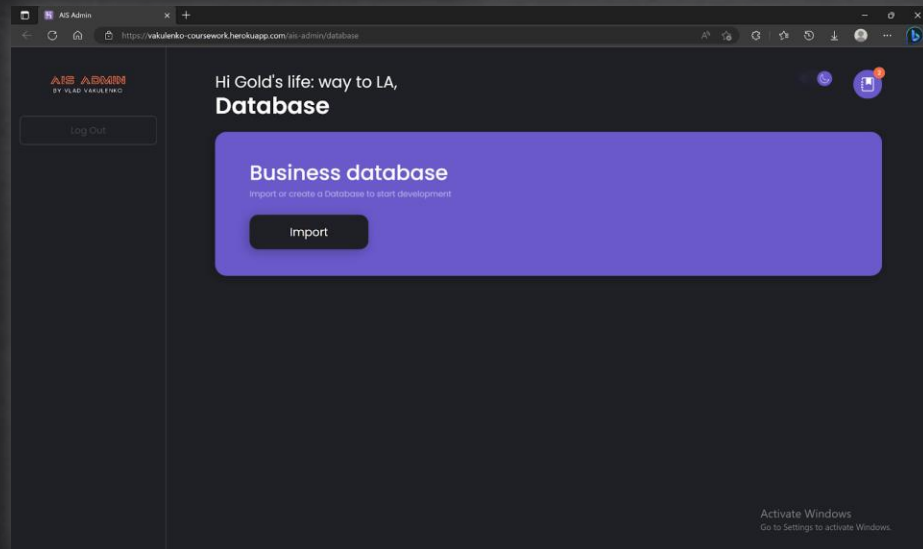 AIS Admin
https://vakulenko-coursework.herokuapp.com/ais-admin/database
AIS ADMIN
BY VLAD VAKULENKO
Log Out
Hi Gold's life: way to LA,
Database
Business database
Import or create a Database to start development
Import
Activate Windows
Go to Settings to activate Windows.